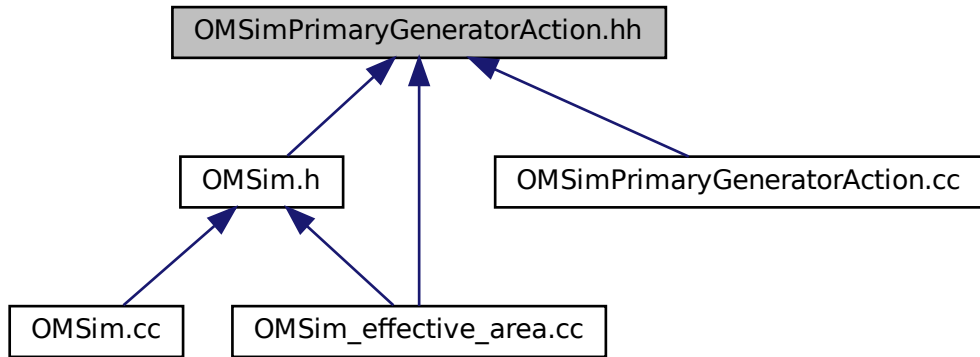 OMSimPrimaryGeneratorAction.hh
OMSim.h
OMSimPrimaryGeneratorAction.cc
OMSim.cc
OMSim_effective_area.cc